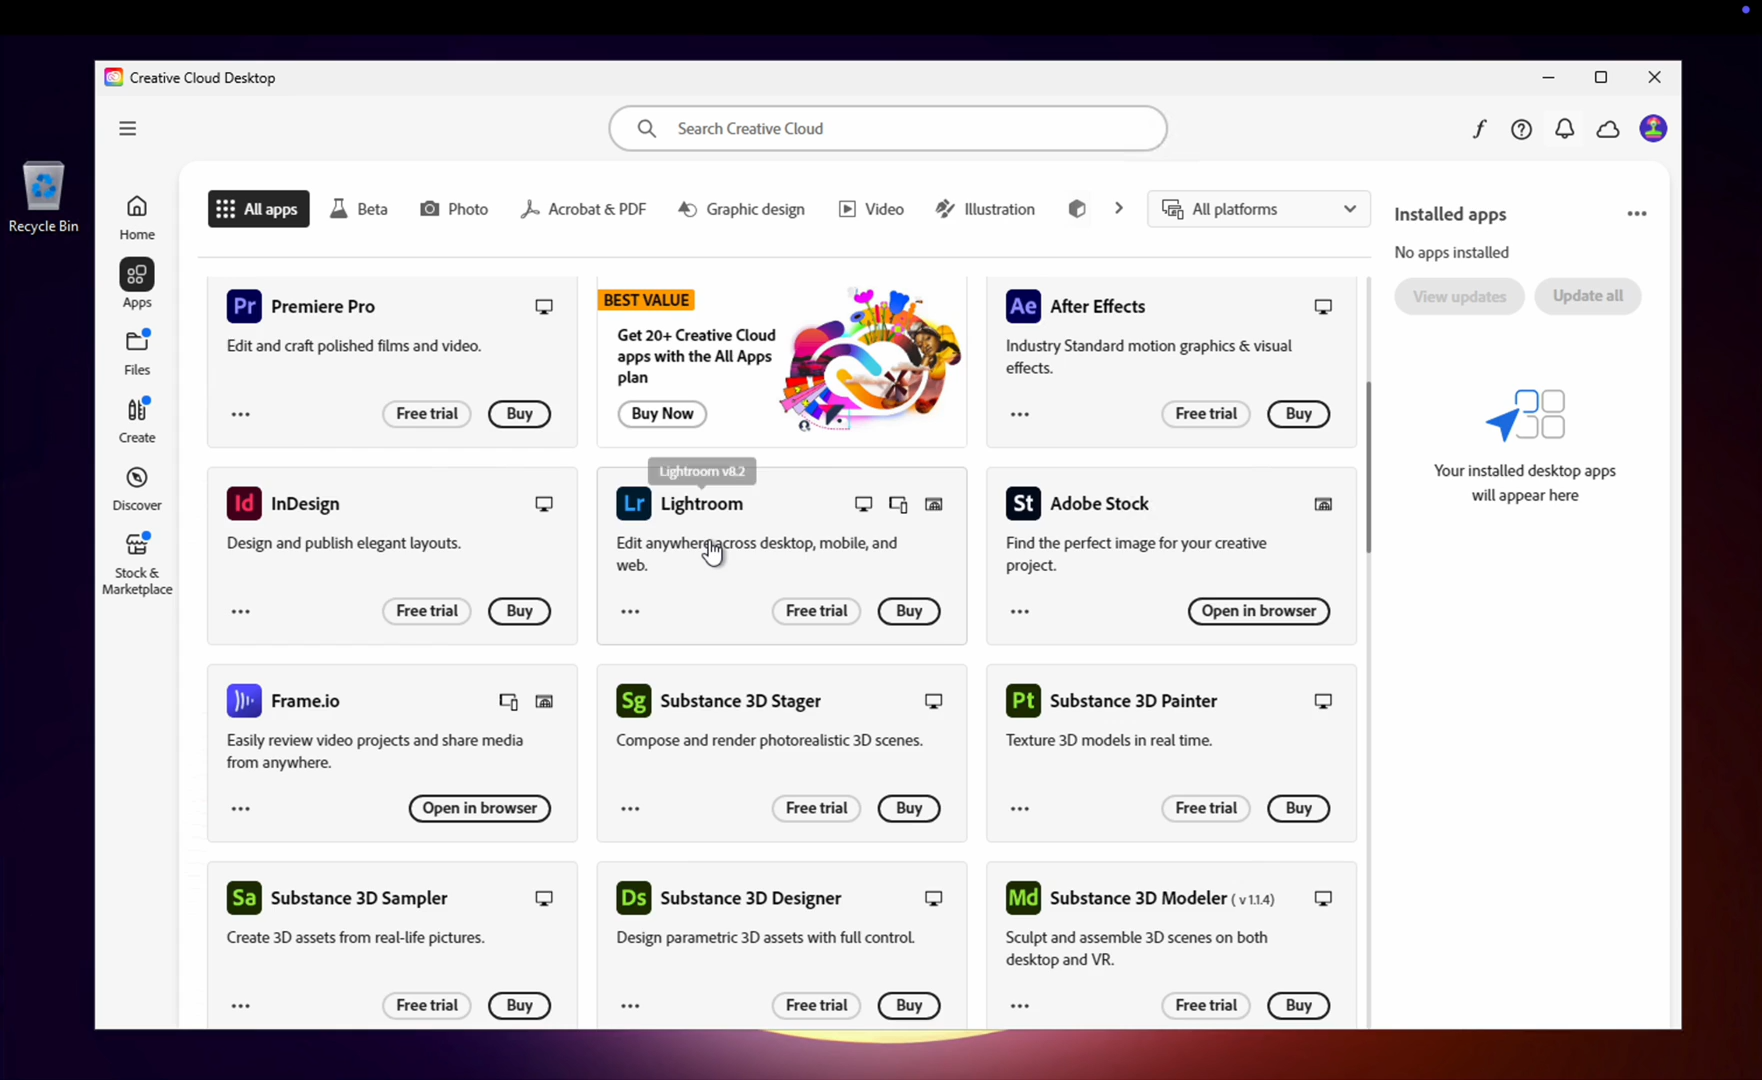 Creative Cloud Desktop
Search Creative Cloud
Recycle Bin
Home
Apps
Files
Create
Discover
Stock &
Marketplace
All apps
Beta
Photo
Acrobat & PDF
Graphic design
Video
Illustration
All platforms
Pr
Premiere Pro
Edit and craft polished films and video.
Free trial
Buy
BEST VALUE
Get 20+ Creative Cloud
apps with the All Apps
plan
Buy Now
Ae
After Effects
Industry Standard motion graphics & visual
effects.
Free trial
Buy
Id
InDesign
Design and publish elegant layouts.
Free trial
Buy
Lightroom v8.2
Lr
Lightroom
Edit anywhere across desktop, mobile, and
web.
Free trial
Buy
St
Adobe Stock
Find the perfect image for your creative
project.
Open in browser
Frame.io
Easily review video projects and share media
from anywhere.
Open in browser
Sg
Substance 3D Stager
Compose and render photorealistic 3D scenes.
Free trial
Buy
Pt
Substance 3D Painter
Texture 3D models in real time.
Free trial
Buy
Sa
Substance 3D Sampler
Create 3D assets from real-life pictures.
Free trial
Buy
Ds
Substance 3D Designer
Design parametric 3D assets with full control.
Free trial
Buy
Md
Substance 3D Modeler ( v 1.1.4)
Sculpt and assemble 3D scenes on both
desktop and VR.
Free trial
Buy
Installed apps
No apps installed
View updates
Update all
Your installed desktop apps
will appear here